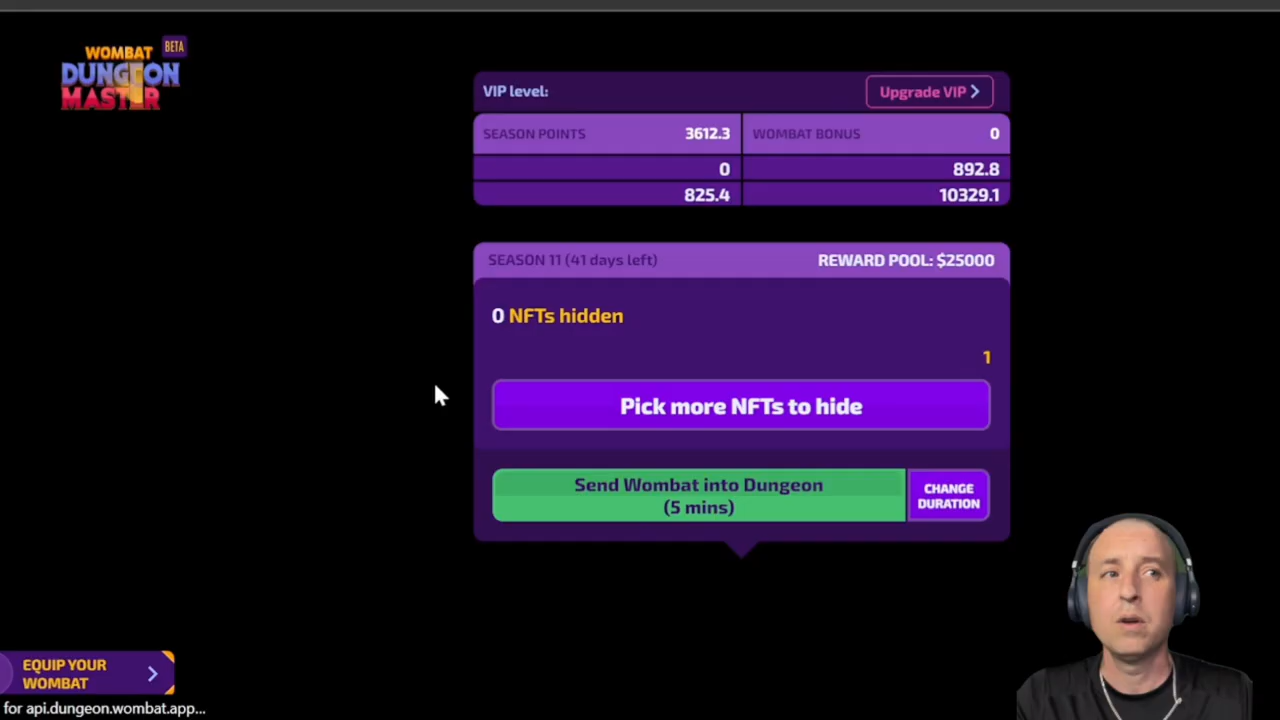 WOMBAT BETA
DUNGEON
MASTER
VIP level:
Upgrade VIP
SEASON POINTS 3612.3
WOMBAT BONUS 0
0 892.8
825.4 10329.1
SEASON 11 (41 days left) REWARD POOL: $25000
0 NFTs hidden
1
Pick more NFTs to hide
Send Wombat into Dungeon
(5 mins)
CHANGE
DURATION
EQUIP YOUR
WOMBAT
for api.dungeon.wombat.app...